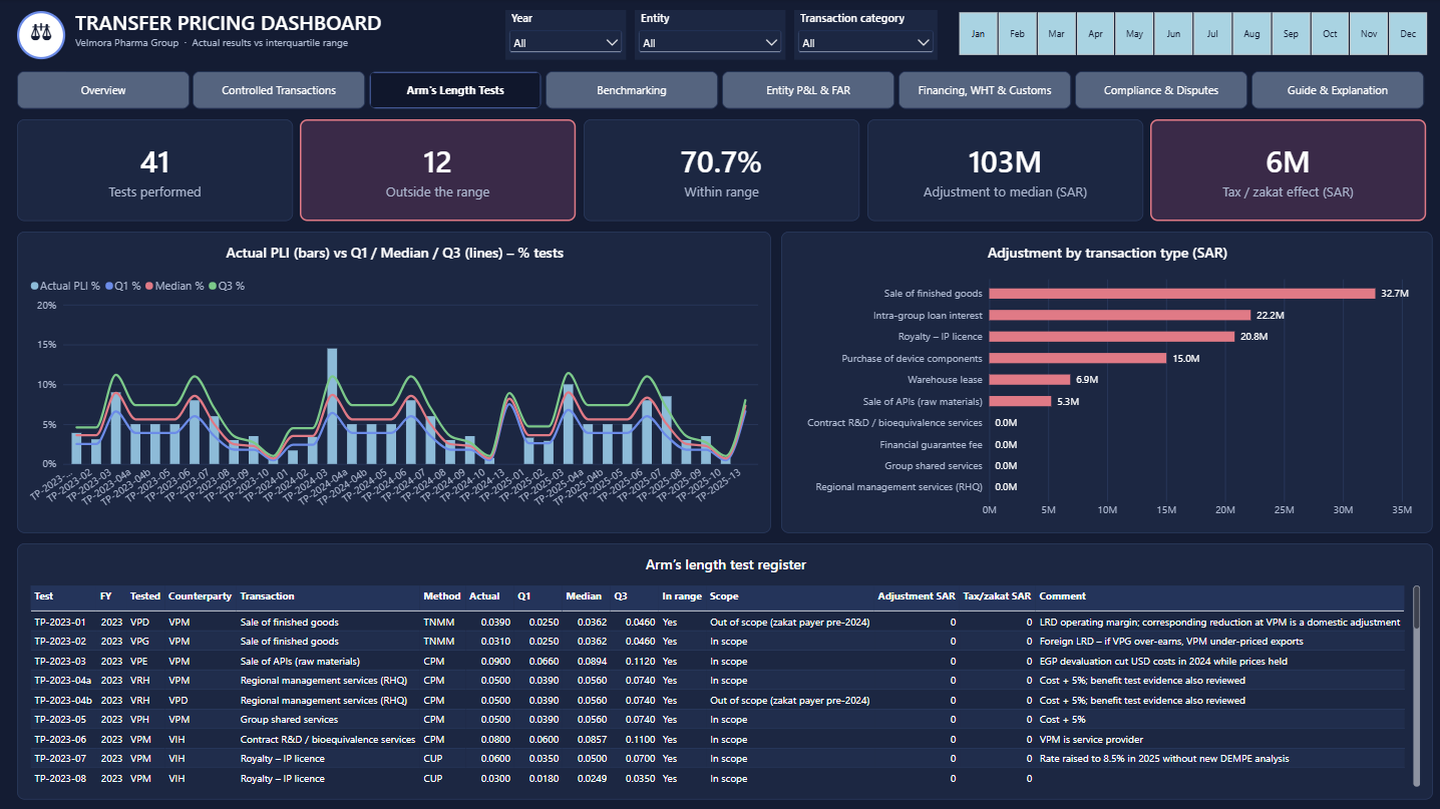 TRANSFER PRICING DASHBOARD
Velmora Pharma Group · Actual results vs interquartile range
Year
All
Entity
All
Transaction category
All
Jan Feb Mar Apr May Jun Jul Aug Sep Oct Nov Dec
Overview
Controlled Transactions
Arm's Length Tests
Benchmarking
Entity P&L & FAR
Financing, WHT & Customs
Compliance & Disputes
Guide & Explanation
41
Tests performed
12
Outside the range
70.7%
Within range
103M
Adjustment to median (SAR)
6M
Tax / zakat effect (SAR)
Actual PLI (bars) vs Q1 / Median / Q3 (lines) – % tests
Actual PLI % Q1 % Median % Q3 %
20%
15%
10%
5%
0%
TP-2023-... TP-2023-02 TP-2023-03 TP-2023-04a TP-2023-04b TP-2023-05 TP-2023-06 TP-2023-07 TP-2023-08 TP-2023-09 TP-2023-10 TP-2024-01 TP-2024-02 TP-2024-03 TP-2024-04a TP-2024-04b TP-2024-05 TP-2024-06 TP-2024-07 TP-2024-08 TP-2024-09 TP-2024-10 TP-2024-13 TP-2025-01 TP-2025-02 TP-2025-03 TP-2025-04a TP-2025-04b TP-2025-05 TP-2025-06 TP-2025-07 TP-2025-08 TP-2025-09 TP-2025-10 TP-2025-13
Adjustment by transaction type (SAR)
Sale of finished goods 32.7M
Intra-group loan interest 22.2M
Royalty – IP licence 20.8M
Purchase of device components 15.0M
Warehouse lease 6.9M
Sale of APIs (raw materials) 5.3M
Contract R&D / bioequivalence services 0.0M
Financial guarantee fee 0.0M
Group shared services 0.0M
Regional management services (RHQ) 0.0M
0M 5M 10M 15M 20M 25M 30M 35M
Arm's length test register
Test FY Tested Counterparty Transaction Method Actual Q1 Median Q3 In range Scope Adjustment SAR Tax/zakat SAR Comment
TP-2023-01 2023 VPD VPM Sale of finished goods TNMM 0.0390 0.0250 0.0362 0.0460 Yes Out of scope (zakat payer pre-2024) 0 0 LRD operating margin; corresponding reduction at VPM is a domestic adjustment
TP-2023-02 2023 VPG VPM Sale of finished goods TNMM 0.0310 0.0250 0.0362 0.0460 Yes In scope 0 0 Foreign LRD – if VPG over-earns, VPM under-priced exports
TP-2023-03 2023 VPE VPM Sale of APIs (raw materials) CPM 0.0900 0.0660 0.0894 0.1120 Yes In scope 0 0 EGP devaluation cut USD costs in 2024 while prices held
TP-2023-04a 2023 VRH VPM Regional management services (RHQ) CPM 0.0500 0.0390 0.0560 0.0740 Yes In scope 0 0 Cost + 5%; benefit test evidence also reviewed
TP-2023-04b 2023 VRH VPD Regional management services (RHQ) CPM 0.0500 0.0390 0.0560 0.0740 Yes Out of scope (zakat payer pre-2024) 0 0 Cost + 5%; benefit test evidence also reviewed
TP-2023-05 2023 VPH VPM Group shared services CPM 0.0500 0.0390 0.0560 0.0740 Yes In scope 0 0 Cost + 5%
TP-2023-06 2023 VPM VIH Contract R&D / bioequivalence services CPM 0.0800 0.0600 0.0857 0.1100 Yes In scope 0 0 VPM is service provider
TP-2023-07 2023 VPM VIH Royalty – IP licence CUP 0.0600 0.0350 0.0500 0.0700 Yes In scope 0 0 Rate raised to 8.5% in 2025 without new DEMPE analysis
TP-2023-08 2023 VPM VIH Royalty – IP licence CUP 0.0300 0.0180 0.0249 0.0350 Yes In scope 0 0